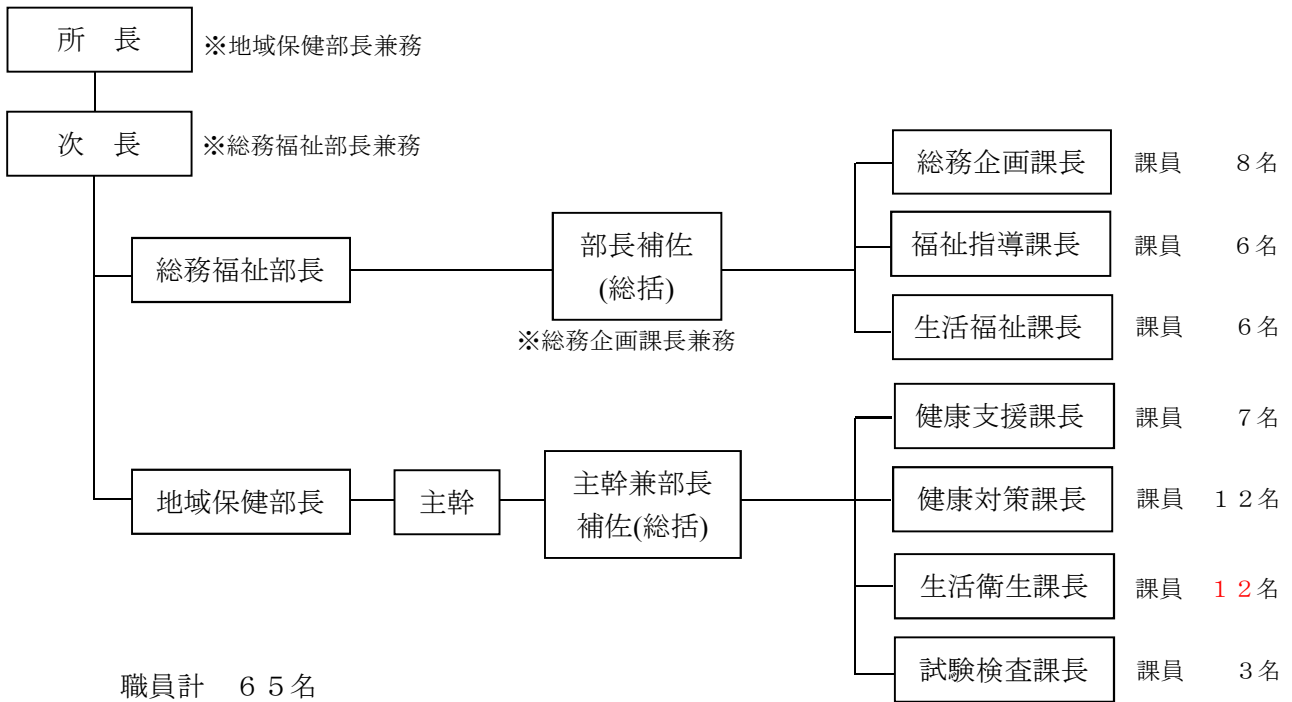 所　長
※地域保健部長兼務
次　長
※総務福祉部長兼務
総務福祉部長
部長補佐
(総括)
※総務企画課長兼務
総務企画課長　課員　８名
福祉指導課長　課員　６名
生活福祉課長　課員　６名
地域保健部長
主幹
主幹兼部長
補佐(総括)
健康支援課長　課員　７名
健康対策課長　課員　１２名
生活衛生課長　課員　１２名
試験検査課長　課員　３名
職員計　６５名